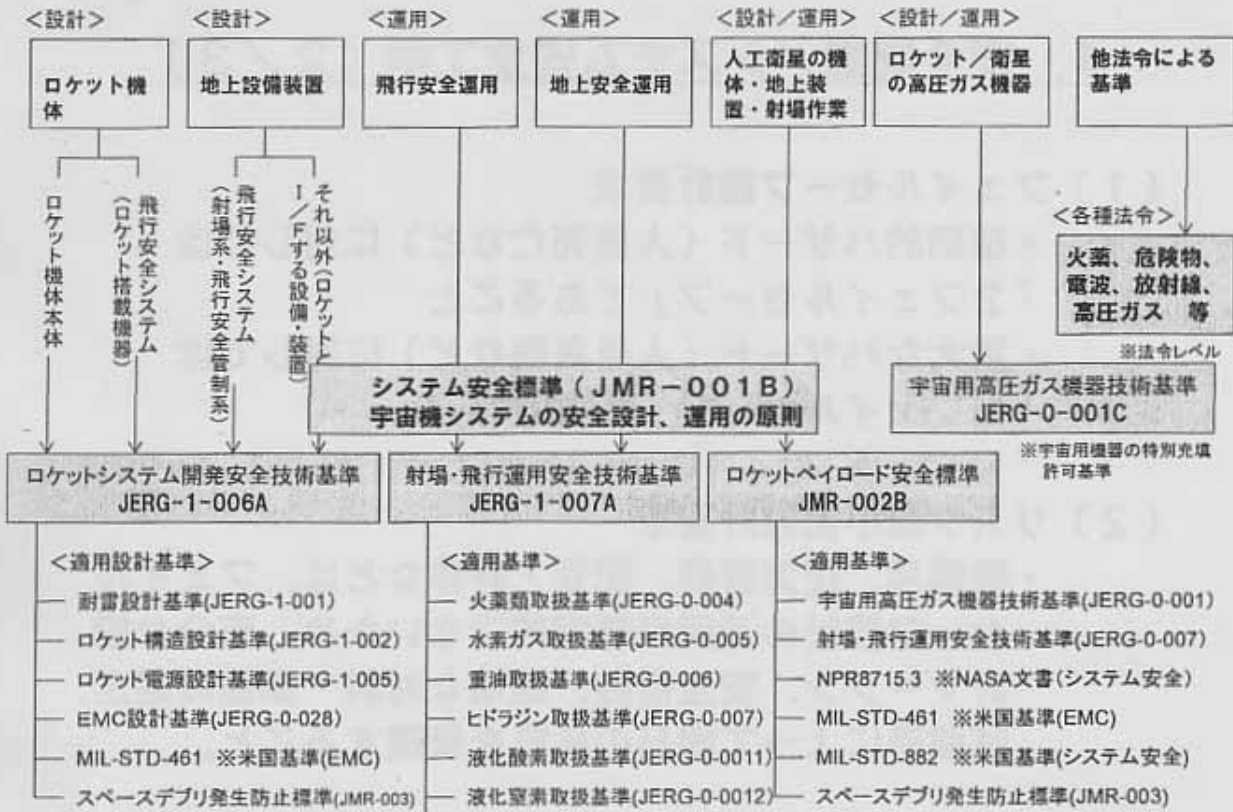 <設計>
<設計>
<運用>
<運用>
<設計／運用>
<設計／運用>
ロケット機
体
地上設備装置
飛行安全運用
地上安全運用
人工衛星の機
体・地上装
置・射場作業
ロケット／衛星
の高圧ガス機器
他法令による
基準
ロケット機体本体
飛行安全システム
(ロケット搭載機器)
飛行安全システム
(射場系・飛行安全管制系)
それ以外(ロケットと
I／Fする設備・装置)
<各種法令>
火薬、危険物、
電波、放射線、
高圧ガス 等
※法令レベル
システム安全標準(JMR－001B)
宇宙機システムの安全設計、運用の原則
宇宙用高圧ガス機器技術基準
JERG-0-001C
※宇宙用機器の特別充填
許可基準
ロケットシステム開発安全技術基準
JERG-1-006A
射場・飛行運用安全技術基準
JERG-1-007A
ロケットペイロード安全標準
JMR-002B
<適用設計基準>
耐雷設計基準(JERG-1-001)
ロケット構造設計基準(JERG-1-002)
ロケット電源設計基準(JERG-1-005)
EMC設計基準(JERG-0-028)
MIL-STD-461 ※米国基準(EMC)
スペースデブリ発生防止標準(JMR-003)
<適用基準>
火薬類取扱基準(JERG-0-004)
水素ガス取扱基準(JERG-0-005)
重油取扱基準(JERG-0-006)
ヒドラジン取扱基準(JERG-0-007)
液化酸素取扱基準(JERG-0-0011)
液化窒素取扱基準(JERG-0-0012)
<適用基準>
宇宙用高圧ガス機器技術基準(JERG-0-001)
射場・飛行運用安全技術基準(JERG-0-007)
NPR8715.3 ※NASA文書(システム安全)
MIL-STD-461 ※米国基準(EMC)
MIL-STD-882 ※米国基準(システム安全)
スペースデブリ発生防止標準(JMR-003)